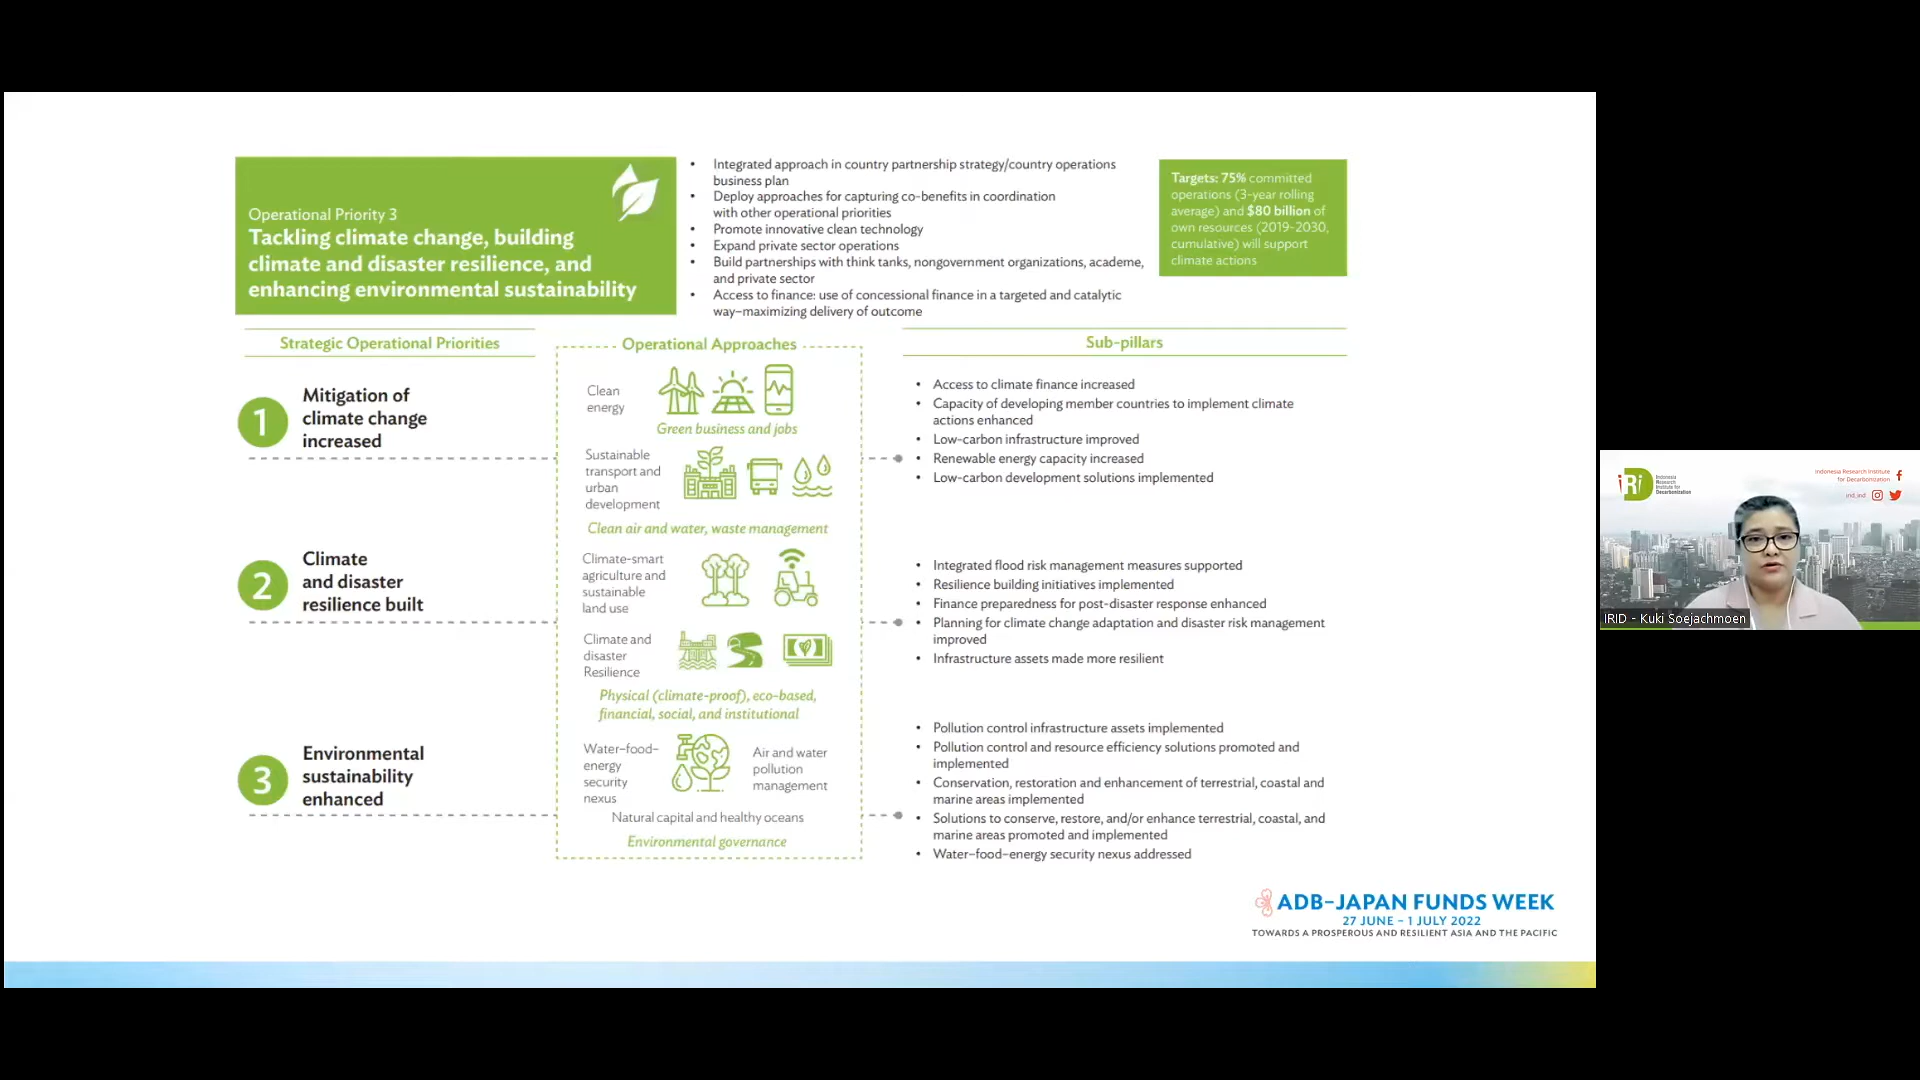 Operational Priority 3
Tackling climate change, building
climate and disaster resilience, and
enhancing environmental sustainability
• Integrated approach in country partnership strategy/country operations
business plan
• Deploy approaches for capturing co-benefits in coordination
with other operational priorities
• Promote innovative clean technology
• Expand private sector operations
• Build partnerships with think tanks, nongovernment organizations, academe,
and private sector
• Access to finance: use of concessional finance in a targeted and catalytic
way–maximizing delivery of outcome
Targets: 75% committed
operations (3-year rolling
average) and $80 billion of
own resources (2019-2030,
cumulative) will support
climate actions
Strategic Operational Priorities
1
Mitigation of
climate change
increased
2
Climate
and disaster
resilience built
3
Environmental
sustainability
enhanced
Operational Approaches
Clean
energy
Green business and jobs
Sustainable
transport and
urban
development
Clean air and water, waste management
Climate-smart
agriculture and
sustainable
land use
Climate and
disaster
Resilience
Physical (climate-proof), eco-based,
financial, social, and institutional
Water–food–
energy
security
nexus
Air and water
pollution
management
Natural capital and healthy oceans
Environmental governance
Sub-pillars
• Access to climate finance increased
• Capacity of developing member countries to implement climate
actions enhanced
• Low-carbon infrastructure improved
• Renewable energy capacity increased
• Low-carbon development solutions implemented
• Integrated flood risk management measures supported
• Resilience building initiatives implemented
• Finance preparedness for post-disaster response enhanced
• Planning for climate change adaptation and disaster risk management
improved
• Infrastructure assets made more resilient
• Pollution control infrastructure assets implemented
• Pollution control and resource efficiency solutions promoted and
implemented
• Conservation, restoration and enhancement of terrestrial, coastal and
marine areas implemented
• Solutions to conserve, restore, and/or enhance terrestrial, coastal, and
marine areas promoted and implemented
• Water–food–energy security nexus addressed
ADB–JAPAN FUNDS WEEK
27 JUNE – 1 JULY 2022
TOWARDS A PROSPEROUS AND RESILIENT ASIA AND THE PACIFIC
iRiD
Indonesia
Research
Institute for
Decarbonization
Indonesia Research Institute
for Decarbonization
irid_ind
IRID - Kuki Soejachmoen